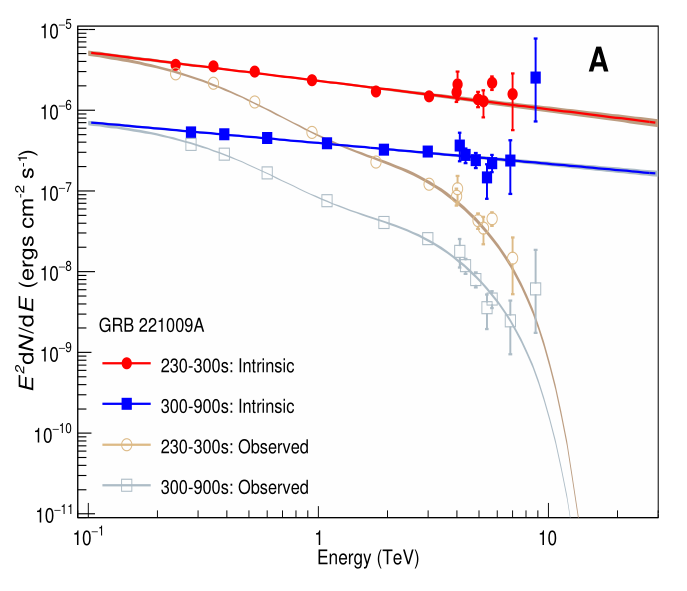 A
10⁻⁵
10⁻⁶
10⁻⁷
10⁻⁸
10⁻⁹
10⁻¹⁰
10⁻¹¹
E²dN/dE (ergs cm⁻² s⁻¹)
GRB 221009A
230-300s: Intrinsic
300-900s: Intrinsic
230-300s: Observed
300-900s: Observed
10⁻¹ 1 10
Energy (TeV)